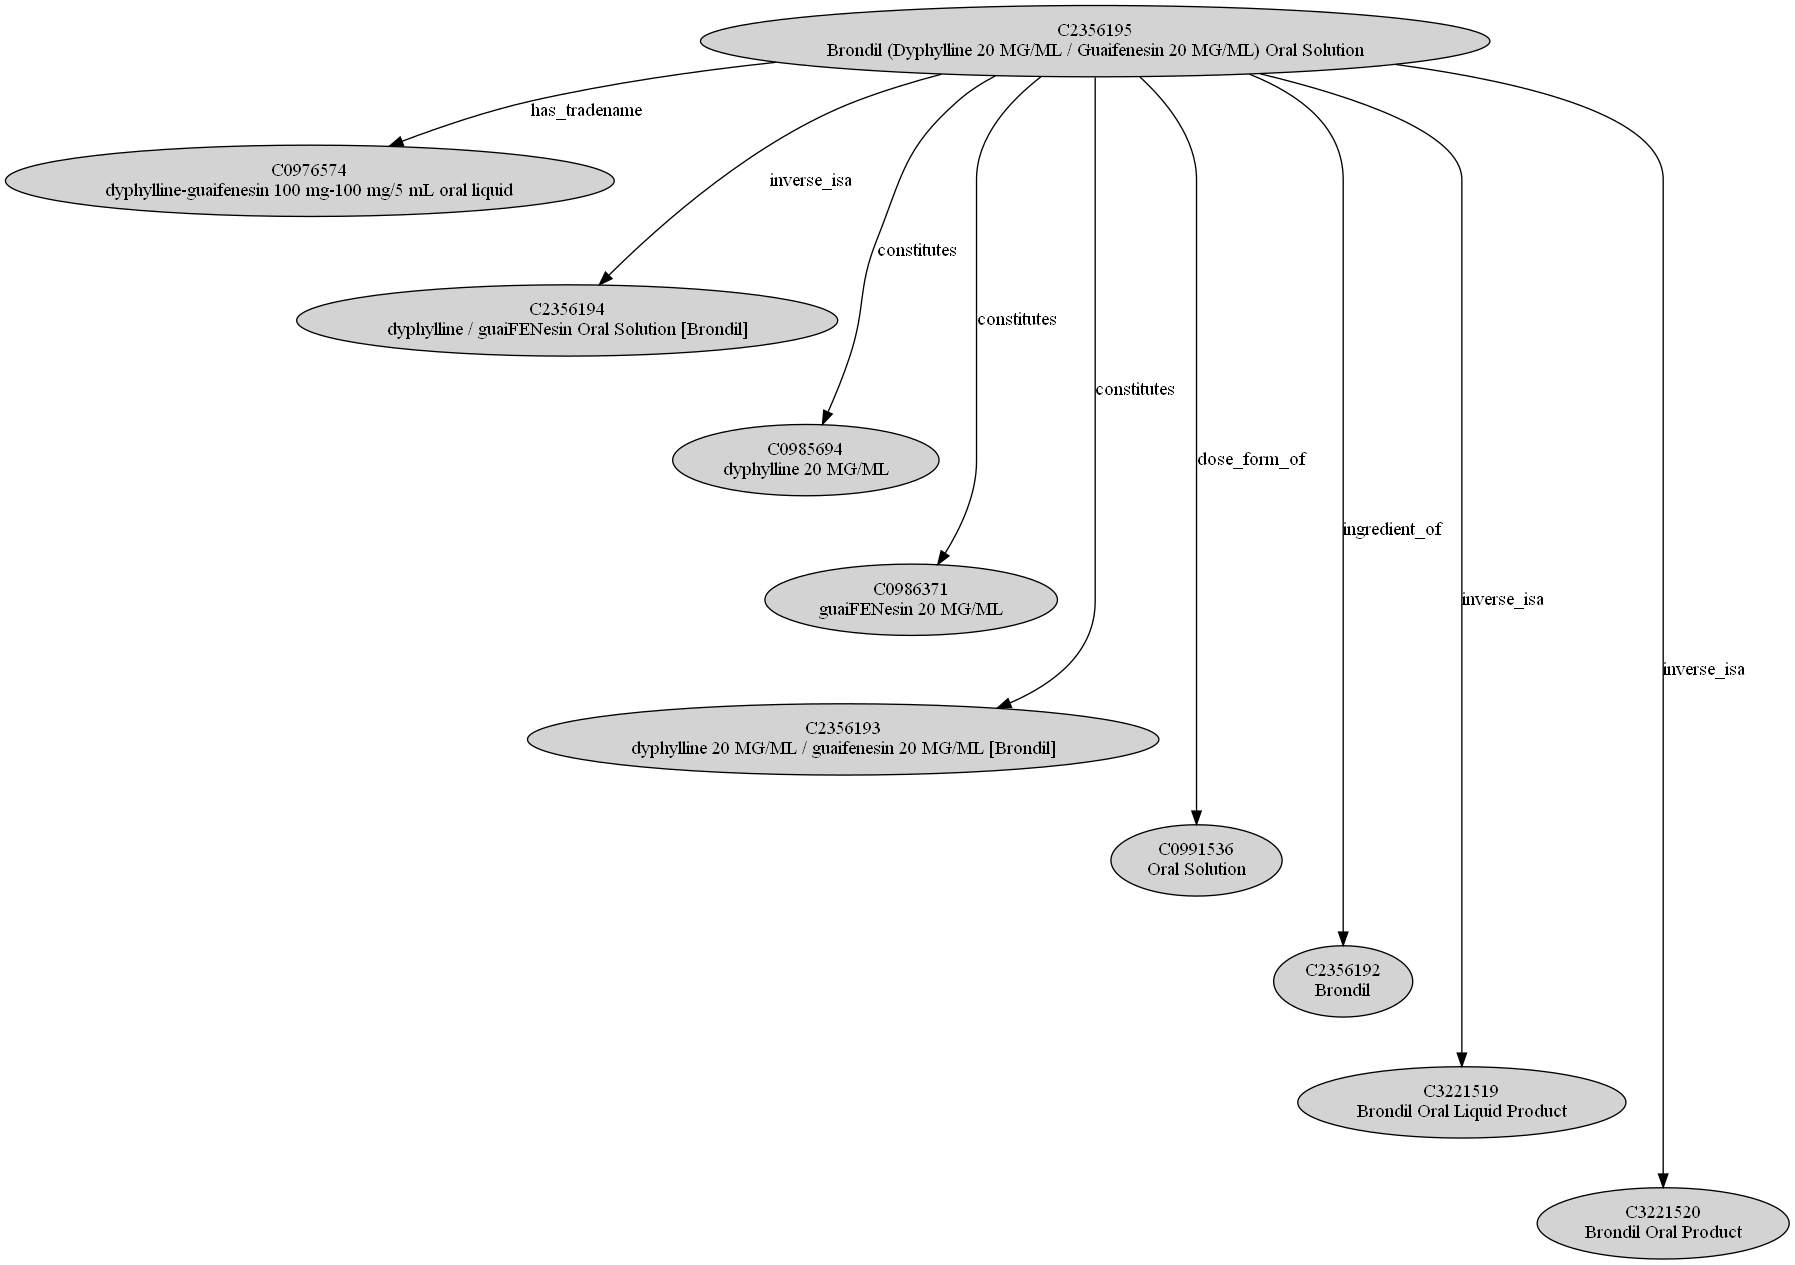 C2356195
Brondil (Dyphylline 20 MG/ML / Guaifenesin 20 MG/ML) Oral Solution
has_tradename
C0976574
dyphylline-guaifenesin 100 mg-100 mg/5 mL oral liquid
inverse_isa
constitutes
C2356194
dyphylline / guaiFENesin Oral Solution [Brondil]
constitutes
constitutes
C0985694
dyphylline 20 MG/ML
dose_form_of
ingredient_of
C0986371
guaiFENesin 20 MG/ML
inverse_isa
inverse_isa
C2356193
dyphylline 20 MG/ML / guaifenesin 20 MG/ML [Brondil]
C0991536
Oral Solution
C2356192
Brondil
C3221519
Brondil Oral Liquid Product
C3221520
Brondil Oral Product